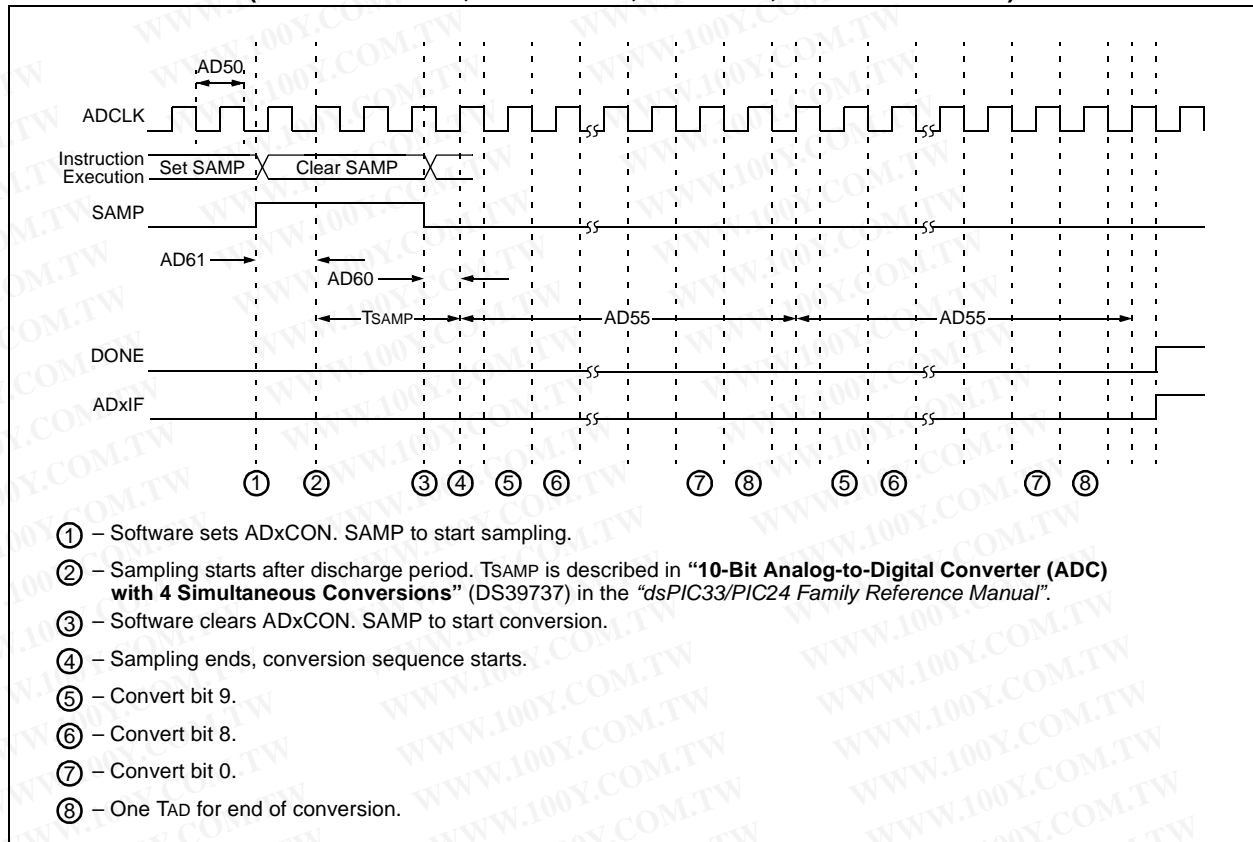 AD50
ADCLK
Instruction
Execution
Set SAMP
Clear SAMP
SAMP
AD61
AD60
TSAMP
AD55
AD55
DONE
ADxIF
1 2 3 4 5 6 7 8 5 6 7 8
1 – Software sets ADxCON. SAMP to start sampling.
2 – Sampling starts after discharge period. TSAMP is described in “10-Bit Analog-to-Digital Converter (ADC)
with 4 Simultaneous Conversions” (DS39737) in the “dsPIC33/PIC24 Family Reference Manual”.
3 – Software clears ADxCON. SAMP to start conversion.
4 – Sampling ends, conversion sequence starts.
5 – Convert bit 9.
6 – Convert bit 8.
7 – Convert bit 0.
8 – One TAD for end of conversion.
WWW.100Y.COM.TW